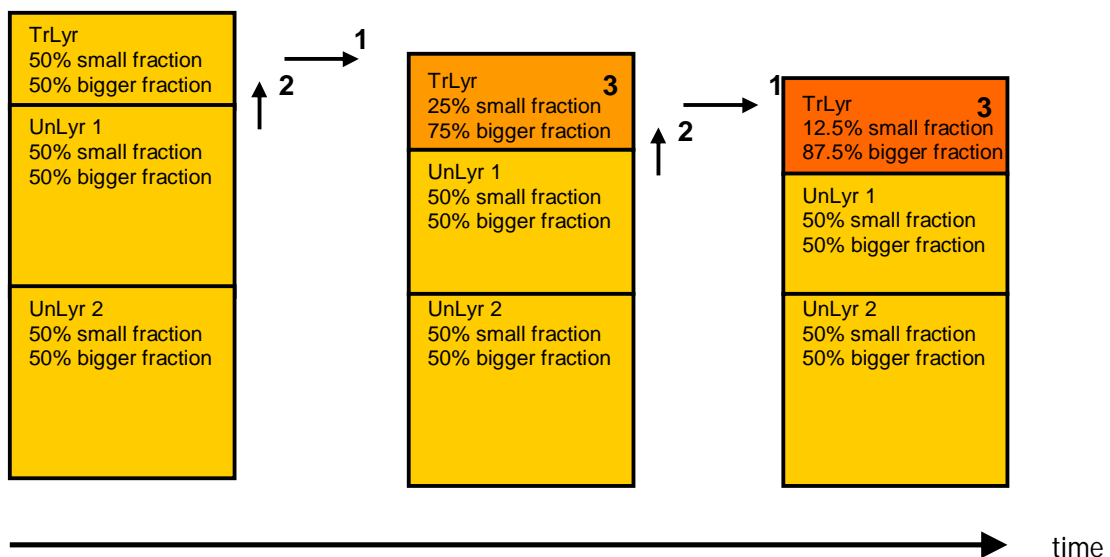 TrLyr
50% small fraction
50% bigger fraction
UnLyr 1
50% small fraction
50% bigger fraction
UnLyr 2
50% small fraction
50% bigger fraction
1
2
TrLyr
3
25% small fraction
75% bigger fraction
UnLyr 1
50% small fraction
50% bigger fraction
UnLyr 2
50% small fraction
50% bigger fraction
1
2
TrLyr
3
12.5% small fraction
87.5% bigger fraction
UnLyr 1
50% small fraction
50% bigger fraction
UnLyr 2
50% small fraction
50% bigger fraction
time